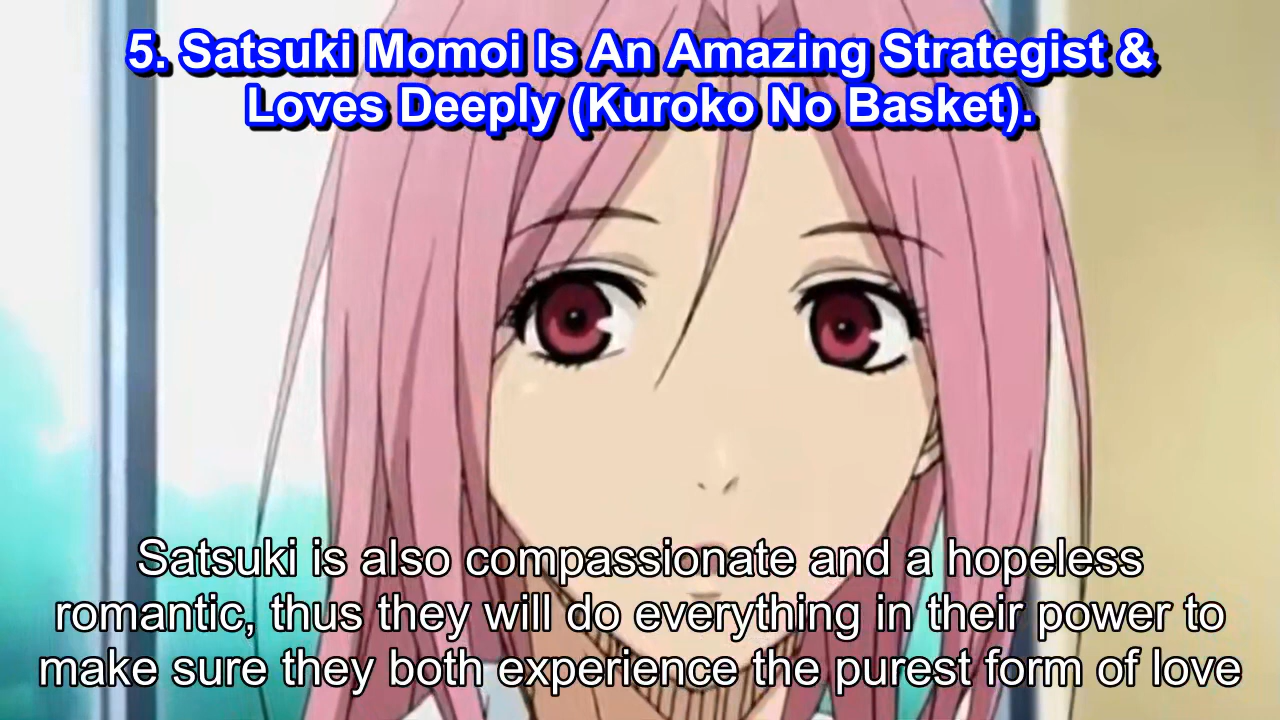 5. Satsuki Momoi Is An Amazing Strategist &
Loves Deeply (Kuroko No Basket).
Satsuki is also compassionate and a hopeless
romantic, thus they will do everything in their power to
make sure they both experience the purest form of love